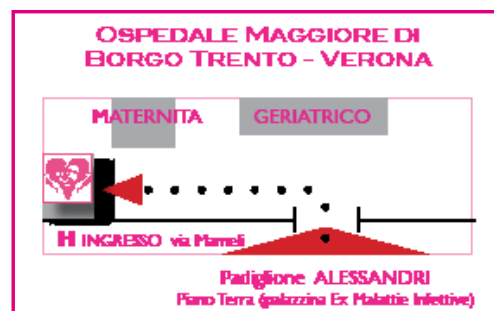 OSPEDALE MAGGIORE DI
BORGO TRENTO - VERONA
MATERNITA GERIATRICO
H INGRESSO via Mameli
Padiglione ALESSANDRI
Piano Terra (palazzina Ex Malattie Infettive)